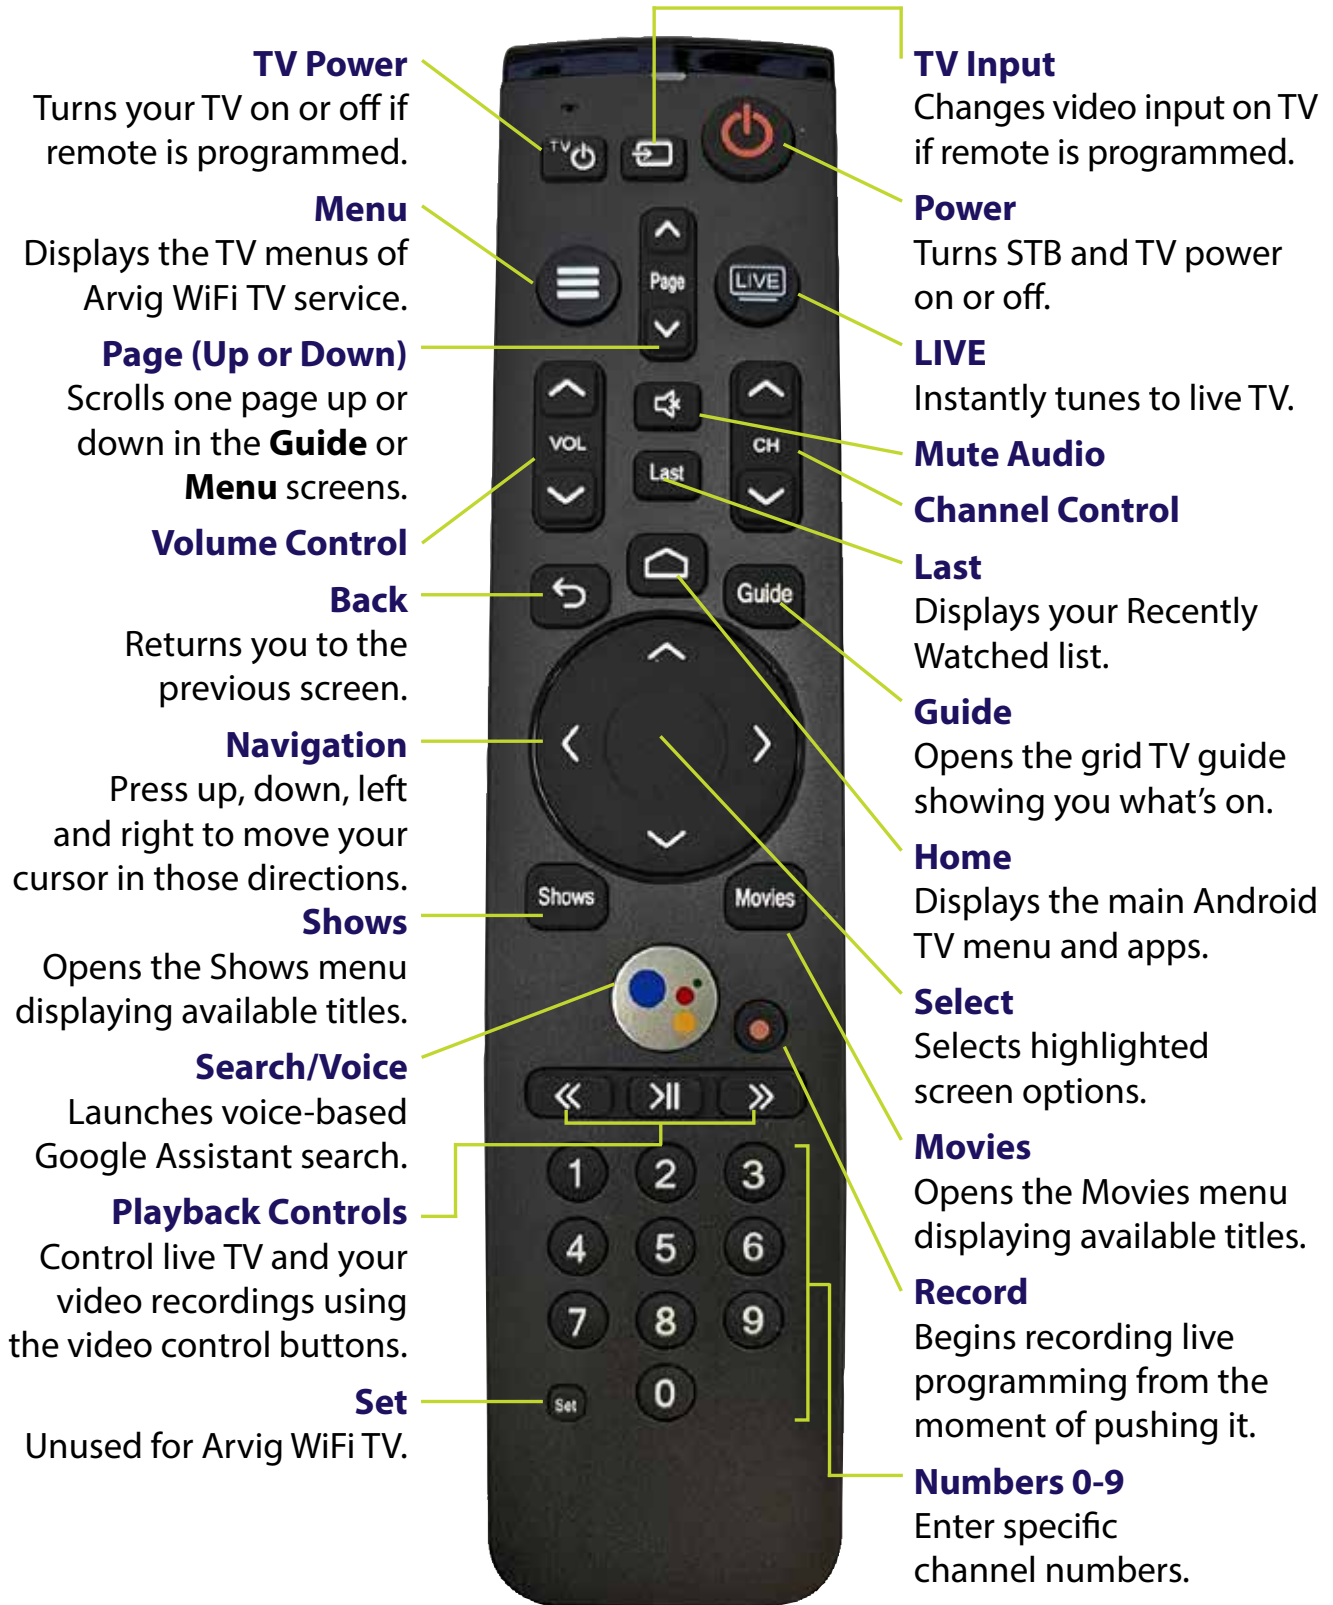 TV Power
Turns your TV on or off if
remote is programmed.
Menu
Displays the TV menus of
Arvig WiFi TV service.
Page (Up or Down)
Scrolls one page up or
down in the Guide or
Menu screens.
Volume Control
Back
Returns you to the
previous screen.
Navigation
Press up, down, left
and right to move your
cursor in those directions.
Shows
Opens the Shows menu
displaying available titles.
Search/Voice
Launches voice-based
Google Assistant search.
Playback Controls
Control live TV and your
video recordings using
the video control buttons.
Set
Unused for Arvig WiFi TV.
TV
Page
LIVE
VOL
CH
Last
Guide
Shows
Movies
1 2 3
4 5 6
7 8 9
Set 0
TV Input
Changes video input on TV
if remote is programmed.
Power
Turns STB and TV power
on or off.
LIVE
Instantly tunes to live TV.
Mute Audio
Channel Control
Last
Displays your Recently
Watched list.
Guide
Opens the grid TV guide
showing you what's on.
Home
Displays the main Android
TV menu and apps.
Select
Selects highlighted
screen options.
Movies
Opens the Movies menu
displaying available titles.
Record
Begins recording live
programming from the
moment of pushing it.
Numbers 0-9
Enter specific
channel numbers.